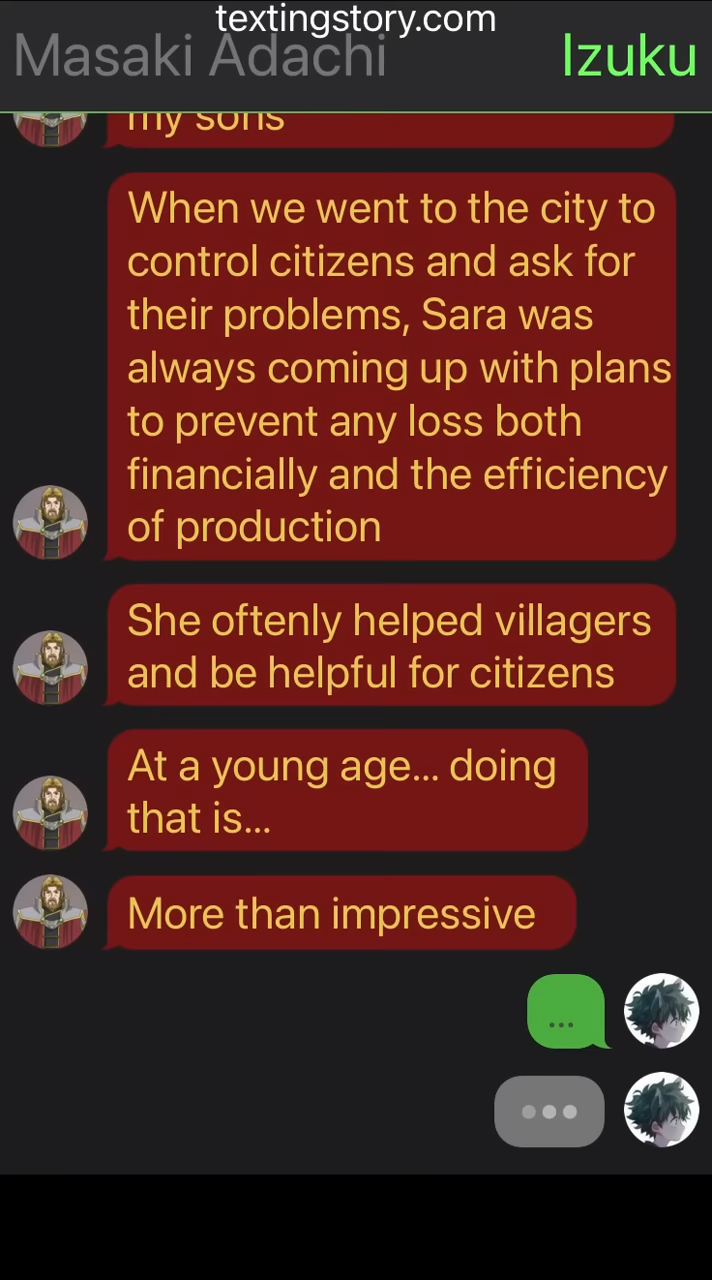 textingstory.com
Masaki Adachi
Izuku
my sons
When we went to the city to
control citizens and ask for
their problems, Sara was
always coming up with plans
to prevent any loss both
financially and the efficiency
of production
She oftenly helped villagers
and be helpful for citizens
At a young age... doing
that is...
More than impressive
...